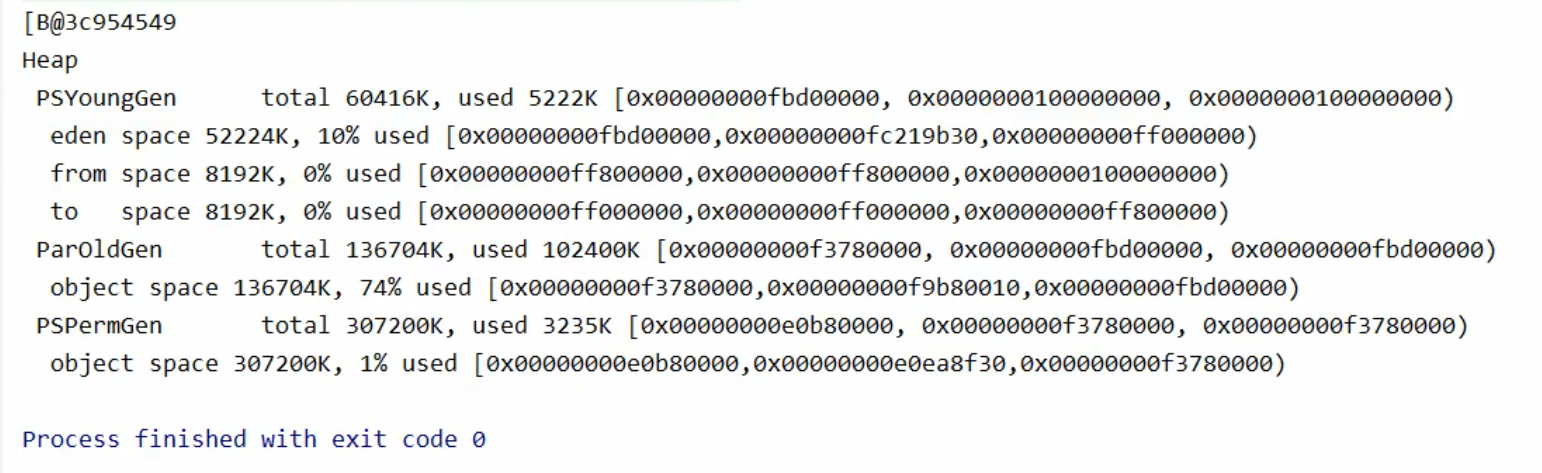 [B@3c954549
Heap
 PSYoungGen      total 60416K, used 5222K [0x00000000fbd00000, 0x0000000100000000, 0x0000000100000000)
  eden space 52224K, 10% used [0x00000000fbd00000,0x00000000fc219b30,0x00000000ff000000)
  from space 8192K, 0% used [0x00000000ff800000,0x00000000ff800000,0x0000000100000000)
  to   space 8192K, 0% used [0x00000000ff000000,0x00000000ff000000,0x00000000ff800000)
 ParOldGen       total 136704K, used 102400K [0x00000000f3780000, 0x00000000fbd00000, 0x00000000fbd00000)
  object space 136704K, 74% used [0x00000000f3780000,0x00000000f9b80010,0x00000000fbd00000)
 PSPermGen       total 307200K, used 3235K [0x00000000e0b80000, 0x00000000f3780000, 0x00000000f3780000)
  object space 307200K, 1% used [0x00000000e0b80000,0x00000000e0ea8f30,0x00000000f3780000)
Process finished with exit code 0